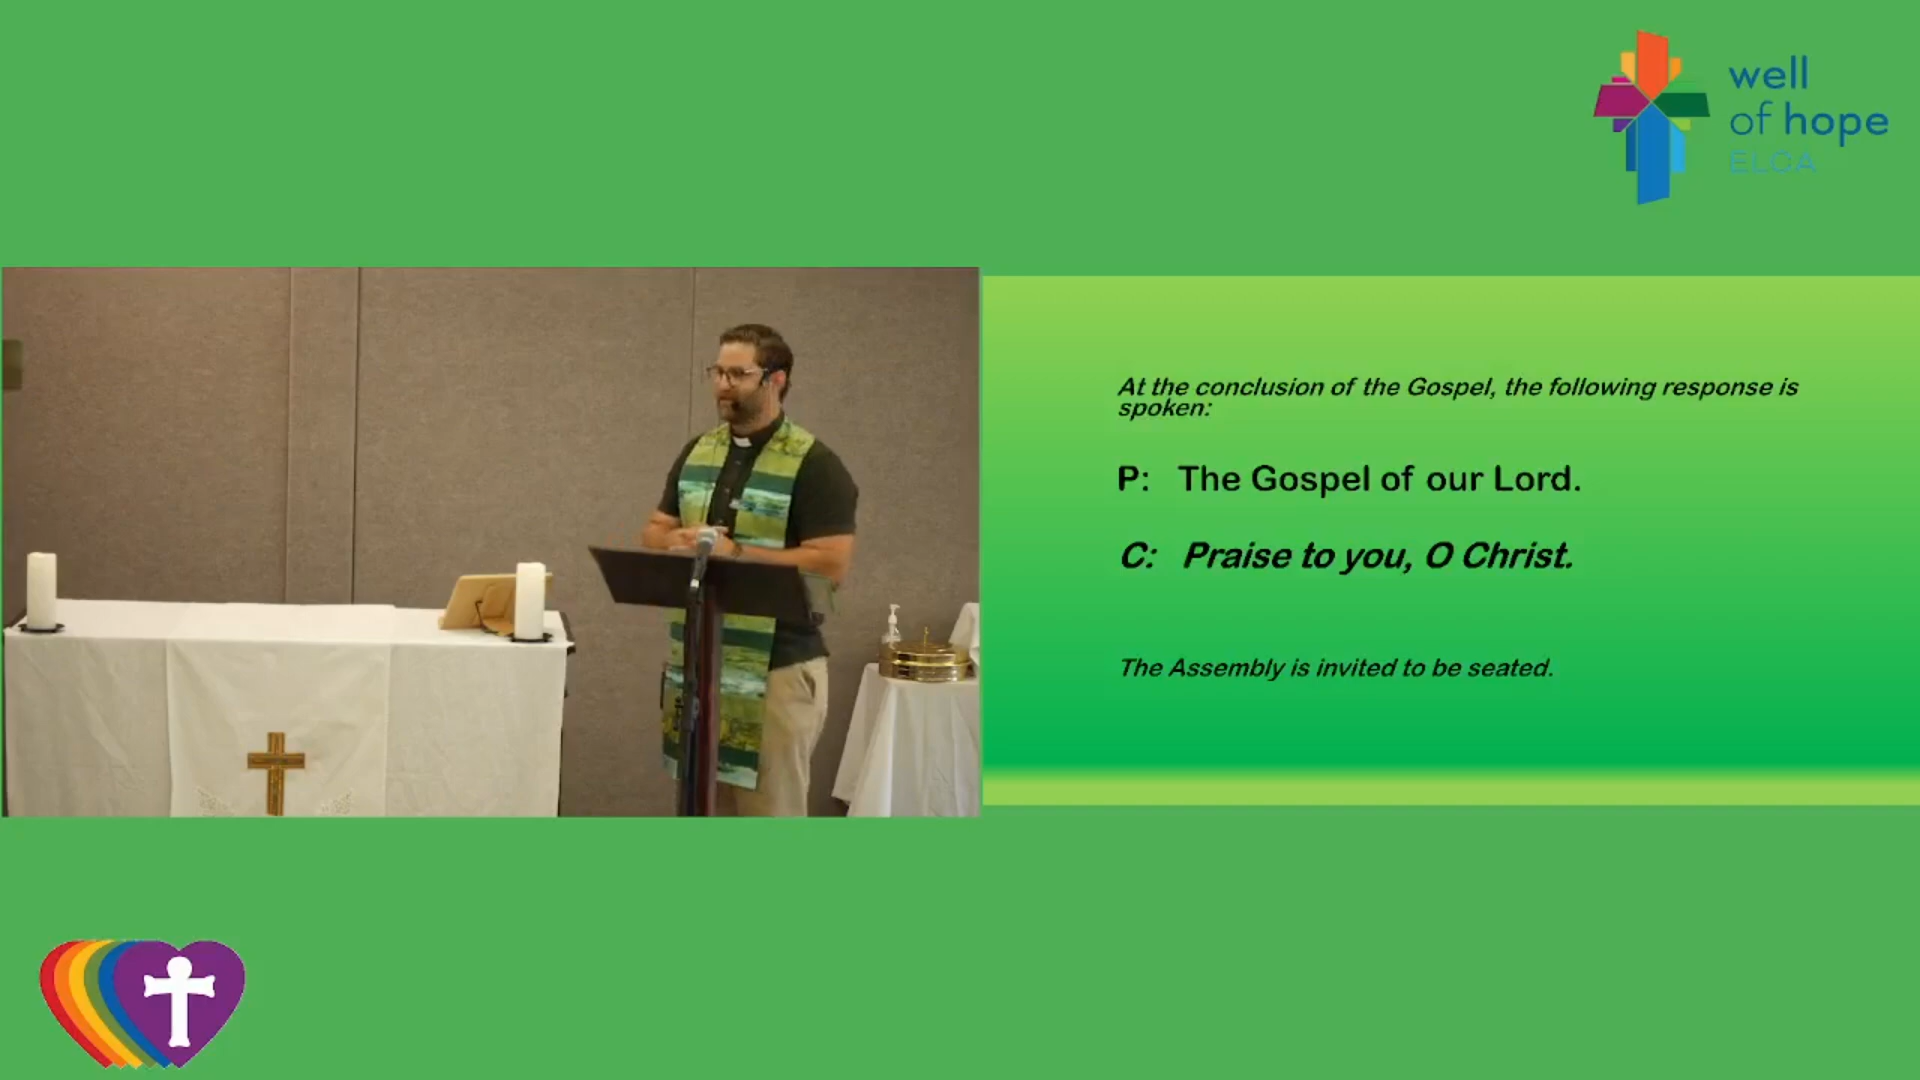 well
of hope
ELCA
At the conclusion of the Gospel, the following response is
spoken:
P: The Gospel of our Lord.
C: Praise to you, O Christ.
The Assembly is invited to be seated.